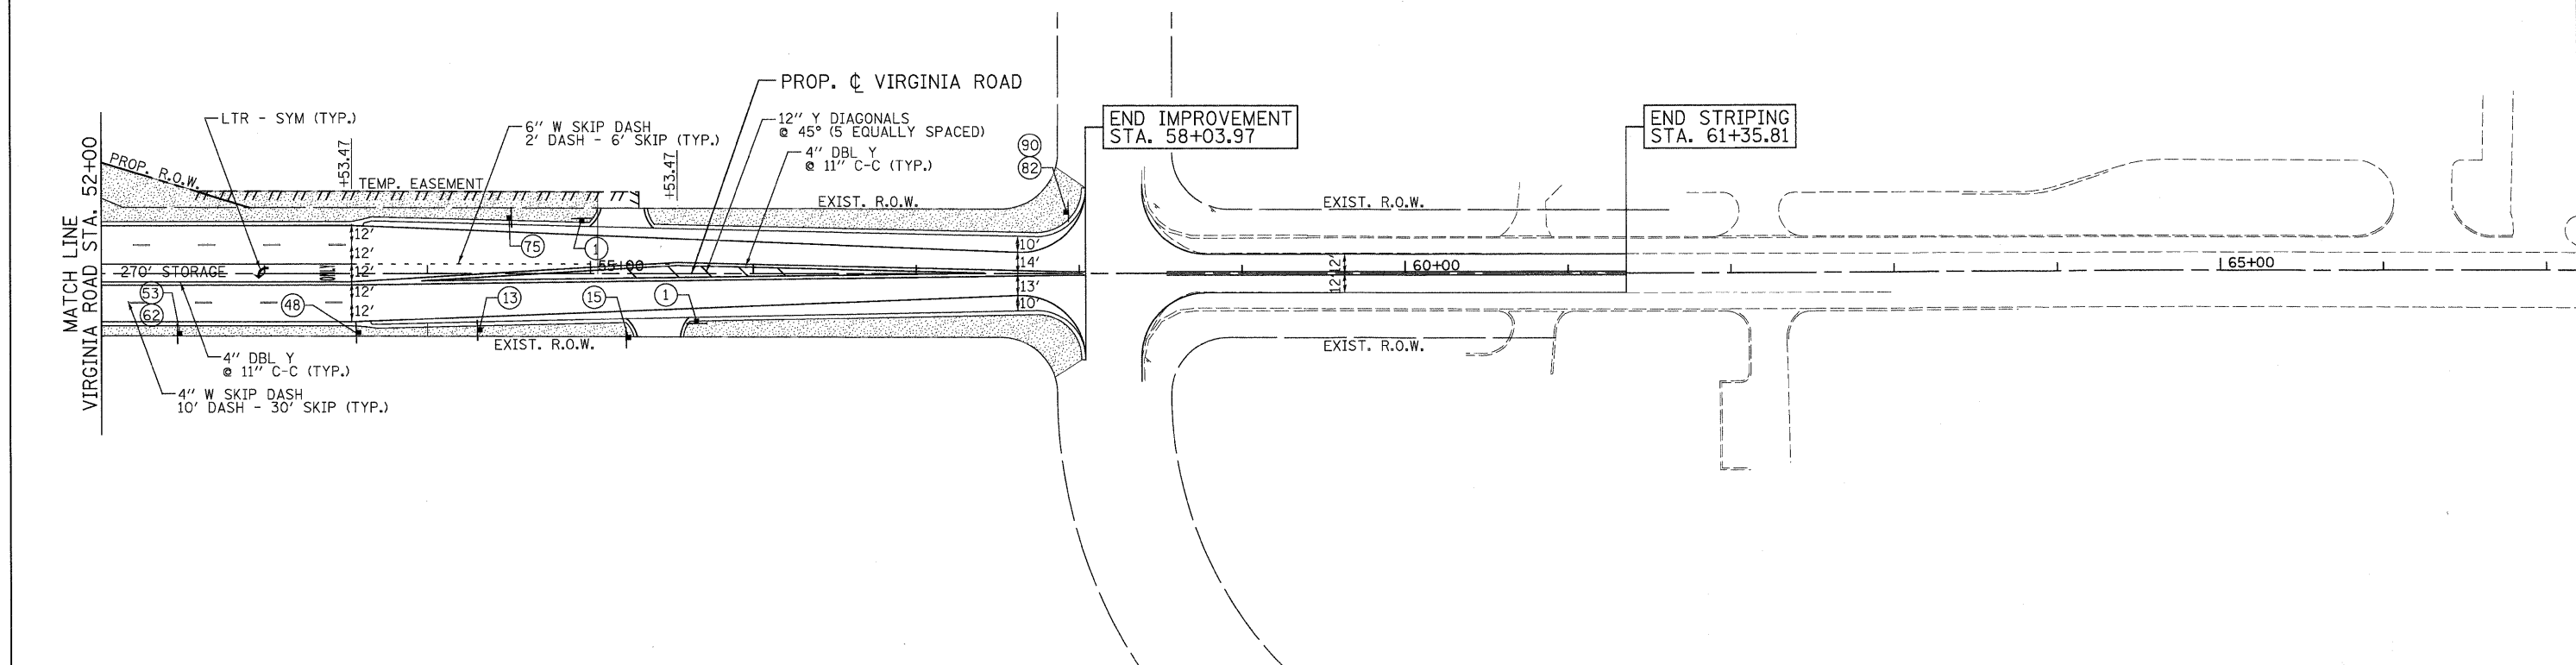 MATCH LINE
VIRGINIA ROAD STA. 52+00
PROP. R.O.W.
LTR - SYM (TYP.)
+53.47
TEMP. EASEMENT
6" W SKIP DASH
2' DASH - 6' SKIP (TYP.)
+53.47
PROP. ℄ VIRGINIA ROAD
12" Y DIAGONALS
@ 45° (5 EQUALLY SPACED)
4" DBL Y
@ 11" C-C (TYP.)
EXIST. R.O.W.
90
82
END IMPROVEMENT
STA. 58+03.97
END STRIPING
STA. 61+35.81
EXIST. R.O.W.
75
1
12'
12'
12'
12'
12'
270' STORAGE
55+00
10'
14'
13'
10'
12'
12'
60+00
65+00
53
62
48
13
15
1
EXIST. R.O.W.
EXIST. R.O.W.
4" DBL Y
@ 11" C-C (TYP.)
4" W SKIP DASH
10' DASH - 30' SKIP (TYP.)